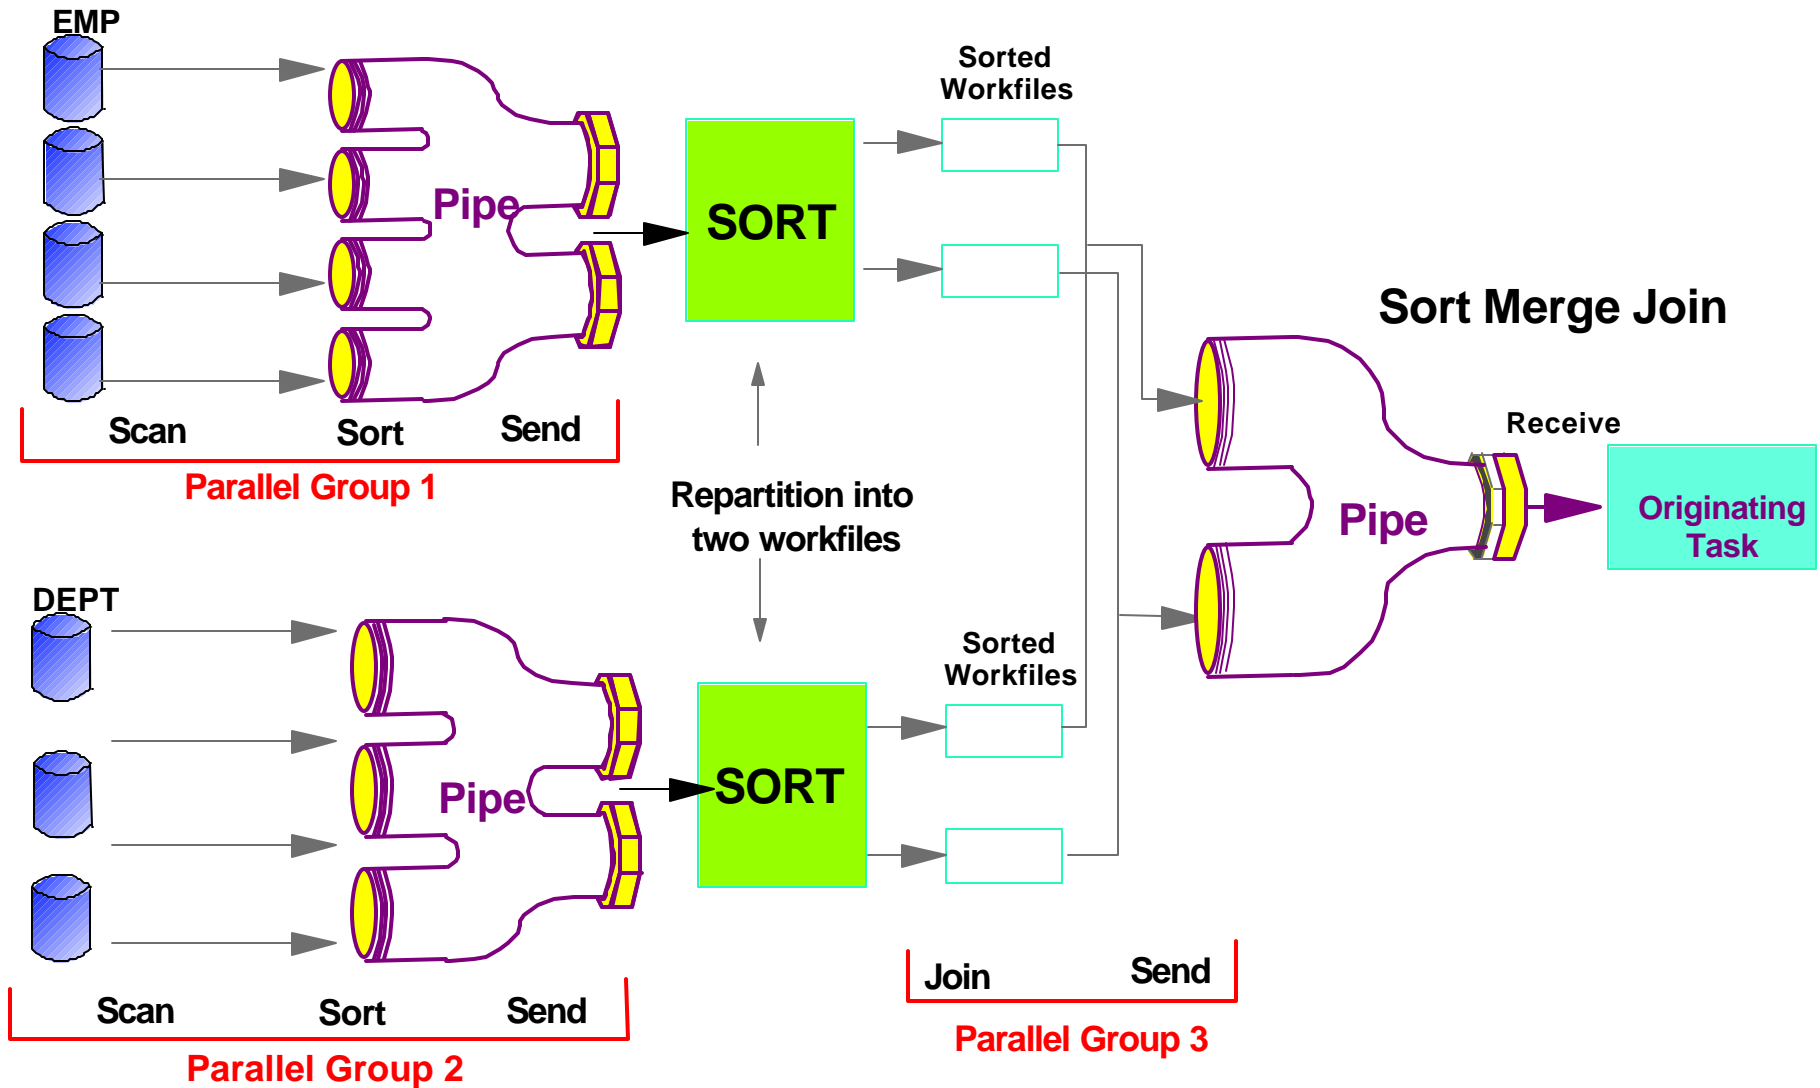 EMP
Pipe
SORT
Sorted
Workfiles
Sort Merge Join
Scan
Sort
Send
Parallel Group 1
Repartition into
two workfiles
Receive
Pipe
Originating
Task
DEPT
Pipe
SORT
Sorted
Workfiles
Scan
Sort
Send
Parallel Group 2
Join
Send
Parallel Group 3